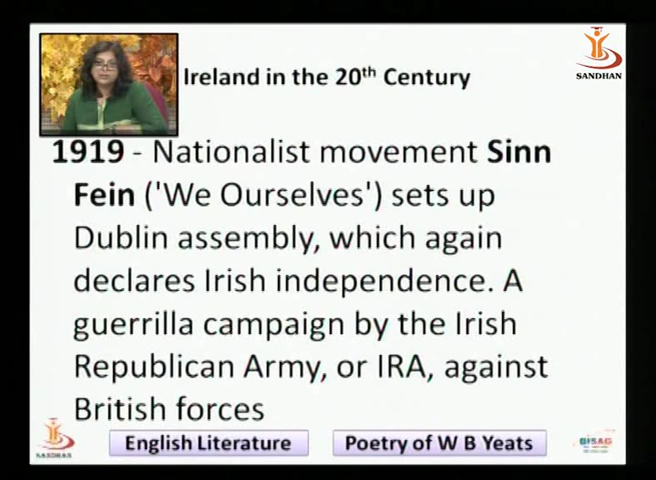 Ireland in the 20th Century
SANDHAN
1919 - Nationalist movement Sinn
Fein ('We Ourselves') sets up
Dublin assembly, which again
declares Irish independence. A
guerrilla campaign by the Irish
Republican Army, or IRA, against
British forces
SANDHAN
English Literature
Poetry of W B Yeats
BISAG